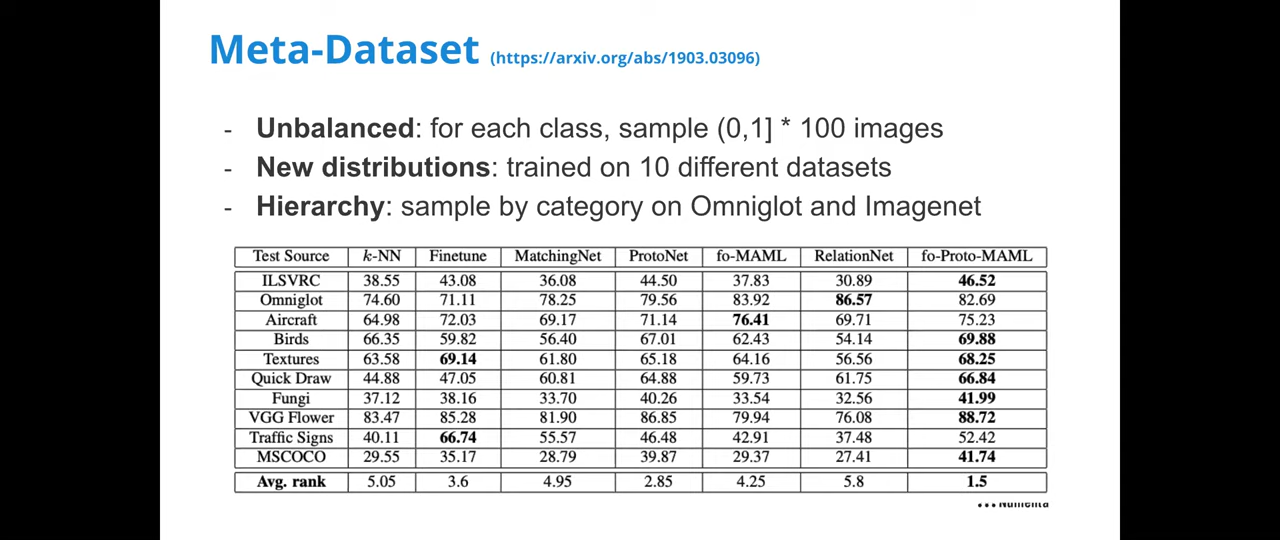 Meta-Dataset (https://arxiv.org/abs/1903.03096)
- Unbalanced: for each class, sample (0,1] * 100 images
- New distributions: trained on 10 different datasets
- Hierarchy: sample by category on Omniglot and Imagenet
Test Source k-NN Finetune MatchingNet ProtoNet fo-MAML RelationNet fo-Proto-MAML
ILSVRC 38.55 43.08 36.08 44.50 37.83 30.89 46.52
Omniglot 74.60 71.11 78.25 79.56 83.92 86.57 82.69
Aircraft 64.98 72.03 69.17 71.14 76.41 69.71 75.23
Birds 66.35 59.82 56.40 67.01 62.43 54.14 69.88
Textures 63.58 69.14 61.80 65.18 64.16 56.56 68.25
Quick Draw 44.88 47.05 60.81 64.88 59.73 61.75 66.84
Fungi 37.12 38.16 33.70 40.26 33.54 32.56 41.99
VGG Flower 83.47 85.28 81.90 86.85 79.94 76.08 88.72
Traffic Signs 40.11 66.74 55.57 46.48 42.91 37.48 52.42
MSCOCO 29.55 35.17 28.79 39.87 29.37 27.41 41.74
Avg. rank 5.05 3.6 4.95 2.85 4.25 5.8 1.5
Numenta